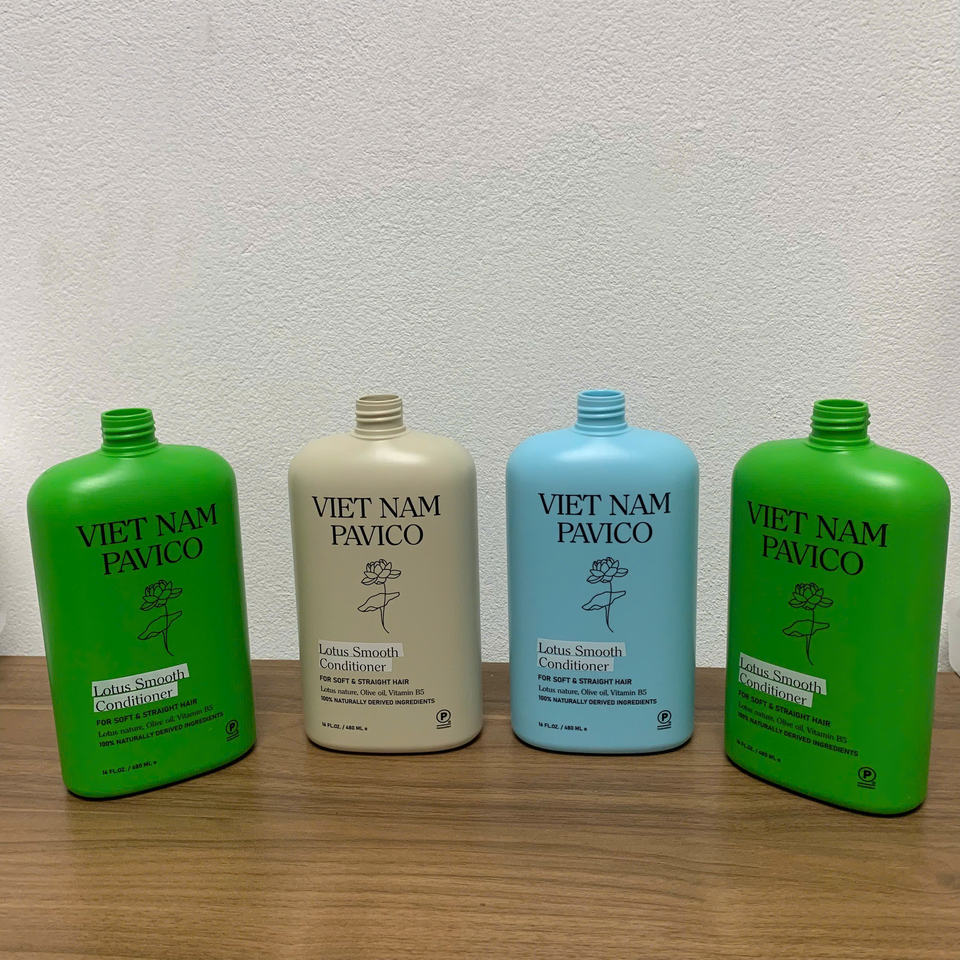 VIET NAM
PAVICO
Lotus Smooth
Conditioner
FOR SOFT & STRAIGHT HAIR
Lotus nature, Olive oil, Vitamin B5
100% NATURALLY DERIVED INGREDIENTS
16 FL.OZ. / 480 ML e
P
VIET NAM
PAVICO
Lotus Smooth
Conditioner
FOR SOFT & STRAIGHT HAIR
Lotus nature, Olive oil, Vitamin B5
100% NATURALLY DERIVED INGREDIENTS
16 FL.OZ. / 480 ML e
P
VIET NAM
PAVICO
Lotus Smooth
Conditioner
FOR SOFT & STRAIGHT HAIR
Lotus nature, Olive oil, Vitamin B5
100% NATURALLY DERIVED INGREDIENTS
16 FL.OZ. / 480 ML e
P
VIET NAM
PAVICO
Lotus Smooth
Conditioner
FOR SOFT & STRAIGHT HAIR
Lotus nature, Olive oil, Vitamin B5
100% NATURALLY DERIVED INGREDIENTS
16 FL.OZ. / 480 ML e
P